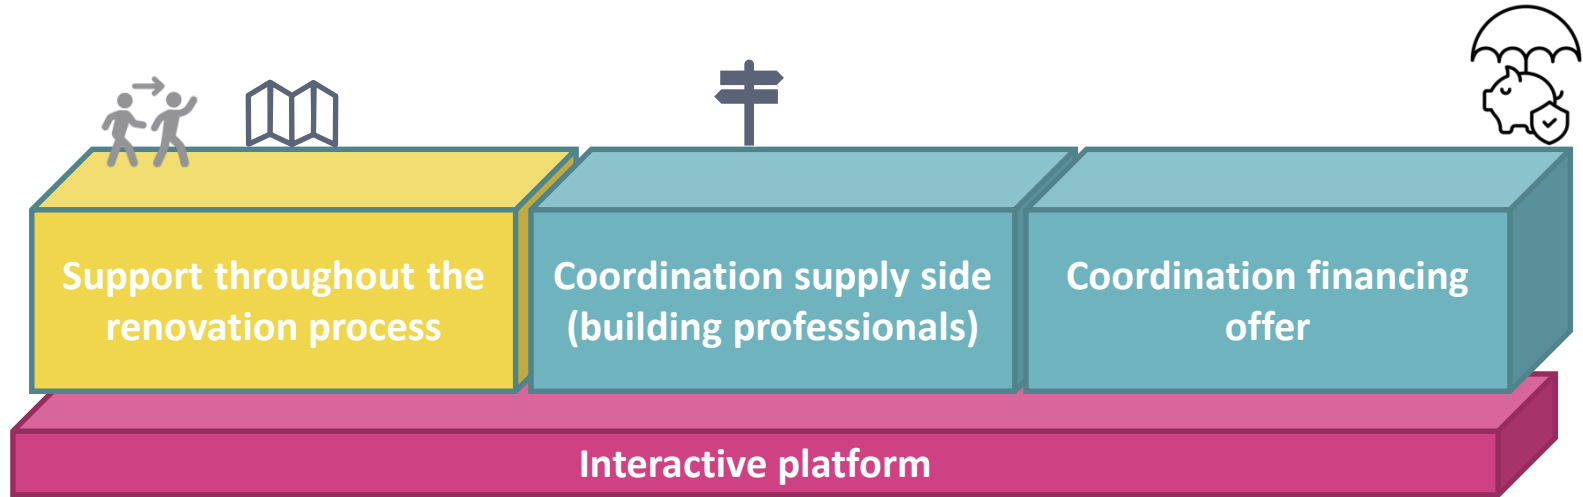 Support throughout the
renovation process
Coordination supply side
(building professionals)
Coordination financing
offer
Interactive platform